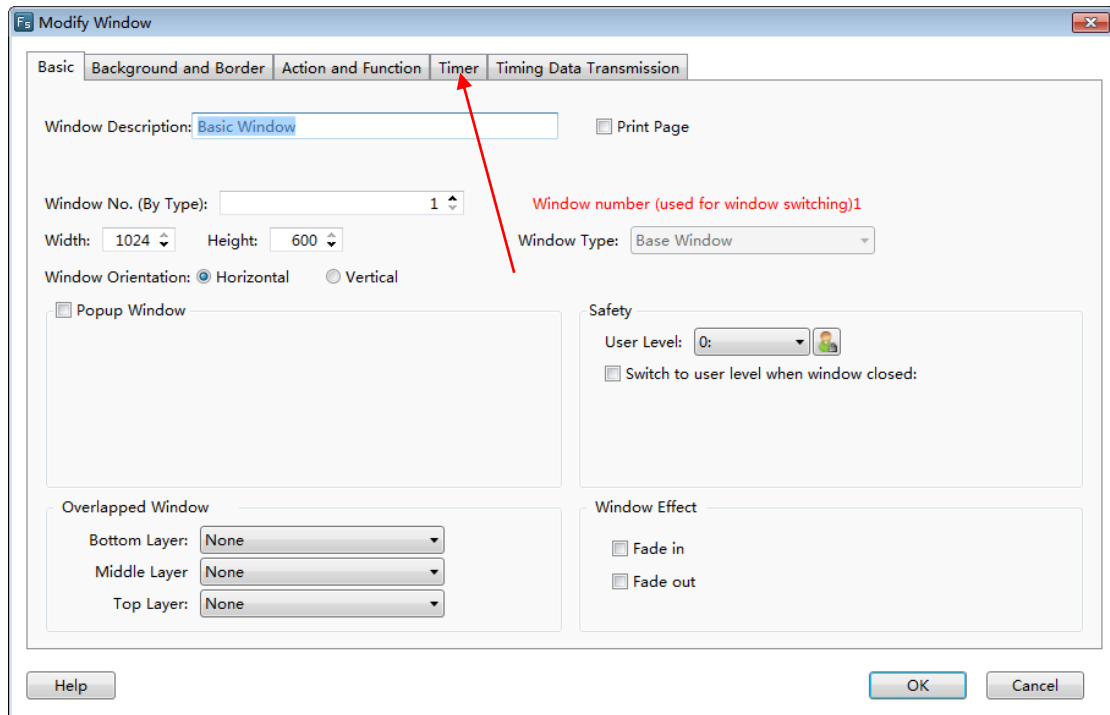 Fs Modify Window
Basic Background and Border Action and Function Timer Timing Data Transmission
Window Description: Basic Window Print Page
Window No. (By Type): 1 Window number (used for window switching)1
Width: 1024 Height: 600 Window Type: Base Window
Window Orientation: Horizontal Vertical
Popup Window Safety
User Level: 0:
Switch to user level when window closed:
Overlapped Window Window Effect
Bottom Layer: None
Fade in
Middle Layer None
Fade out
Top Layer: None
Help OK Cancel